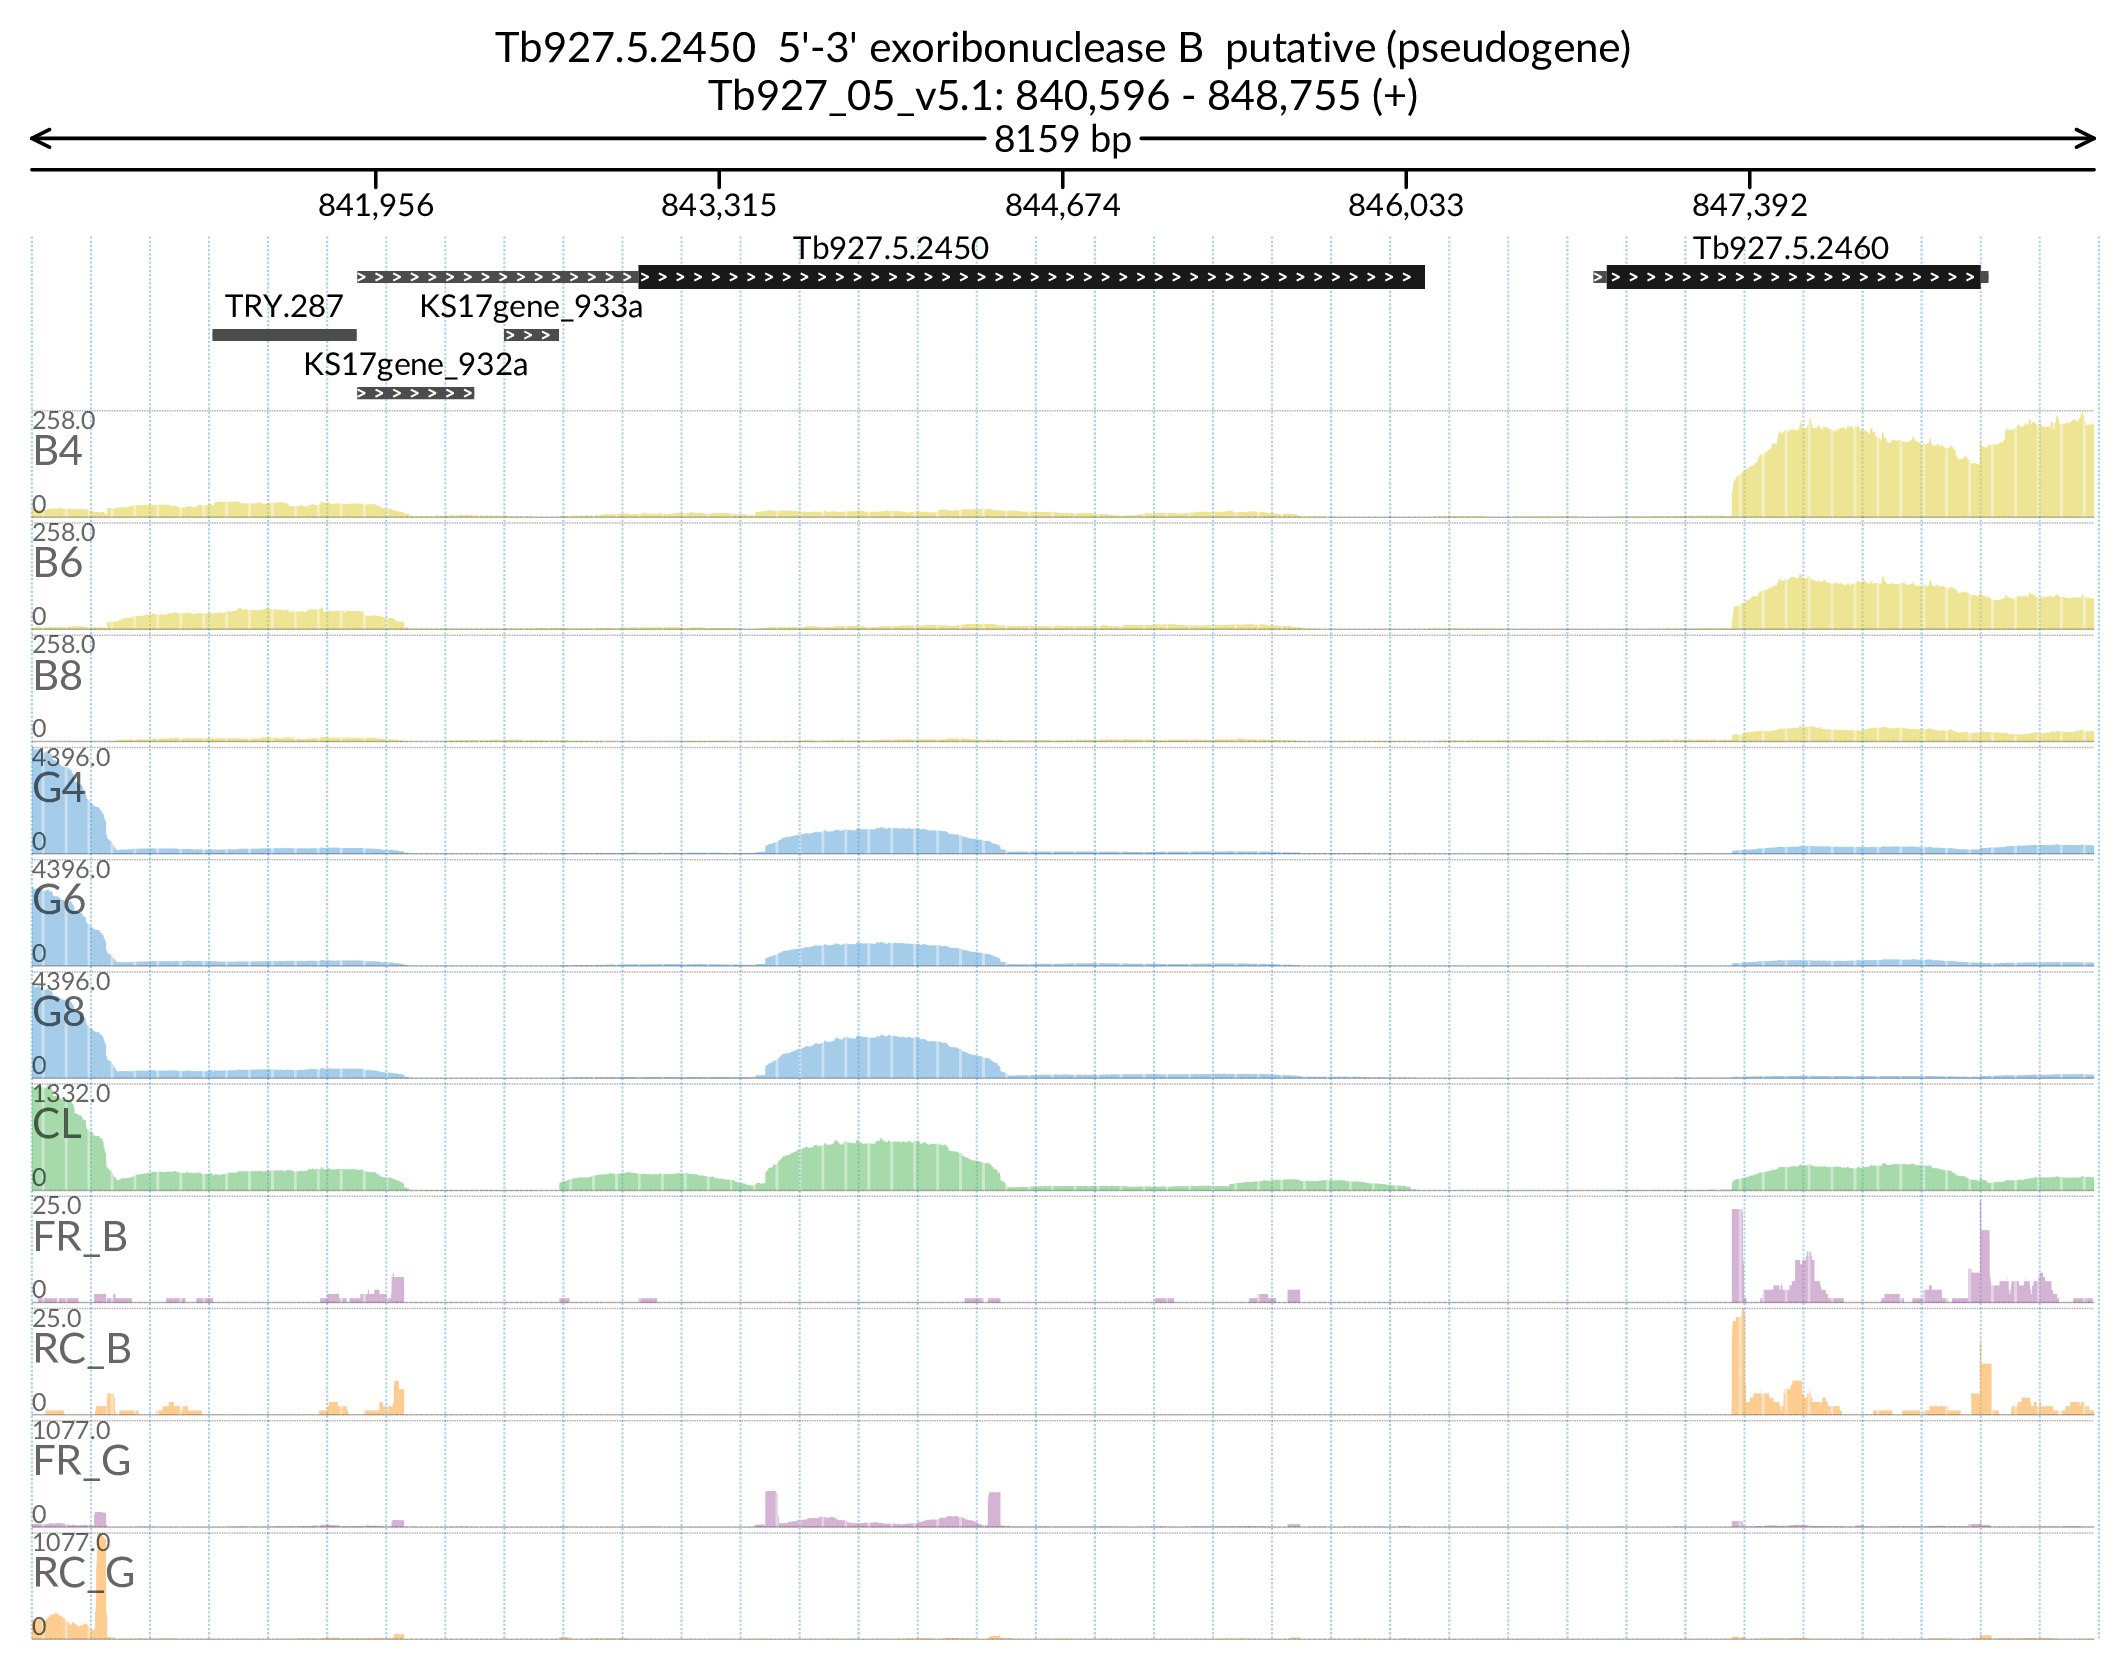 Tb927.5.2450  5'-3' exoribonuclease B  putative (pseudogene)
Tb927_05_v5.1: 840,596 - 848,755 (+)
8159 bp
841,956 843,315 844,674 846,033 847,392
Tb927.5.2450 Tb927.5.2460
TRY.287 KS17gene_933a
KS17gene_932a
258.0
B4
0
258.0
B6
0
258.0
B8
0
4396.0
G4
0
4396.0
G6
0
4396.0
G8
0
1332.0
CL
0
25.0
FR_B
0
25.0
RC_B
0
1077.0
FR_G
0
1077.0
RC_G
0